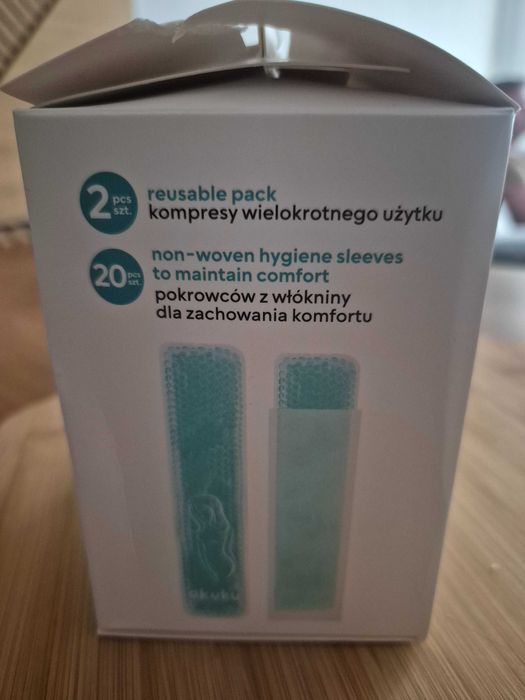 2 pcs szt.
reusable pack
kompresy wielokrotnego użytku
20 pcs szt.
non-woven hygiene sleeves
to maintain comfort
pokrowców z włókniny
dla zachowania komfortu
akuku